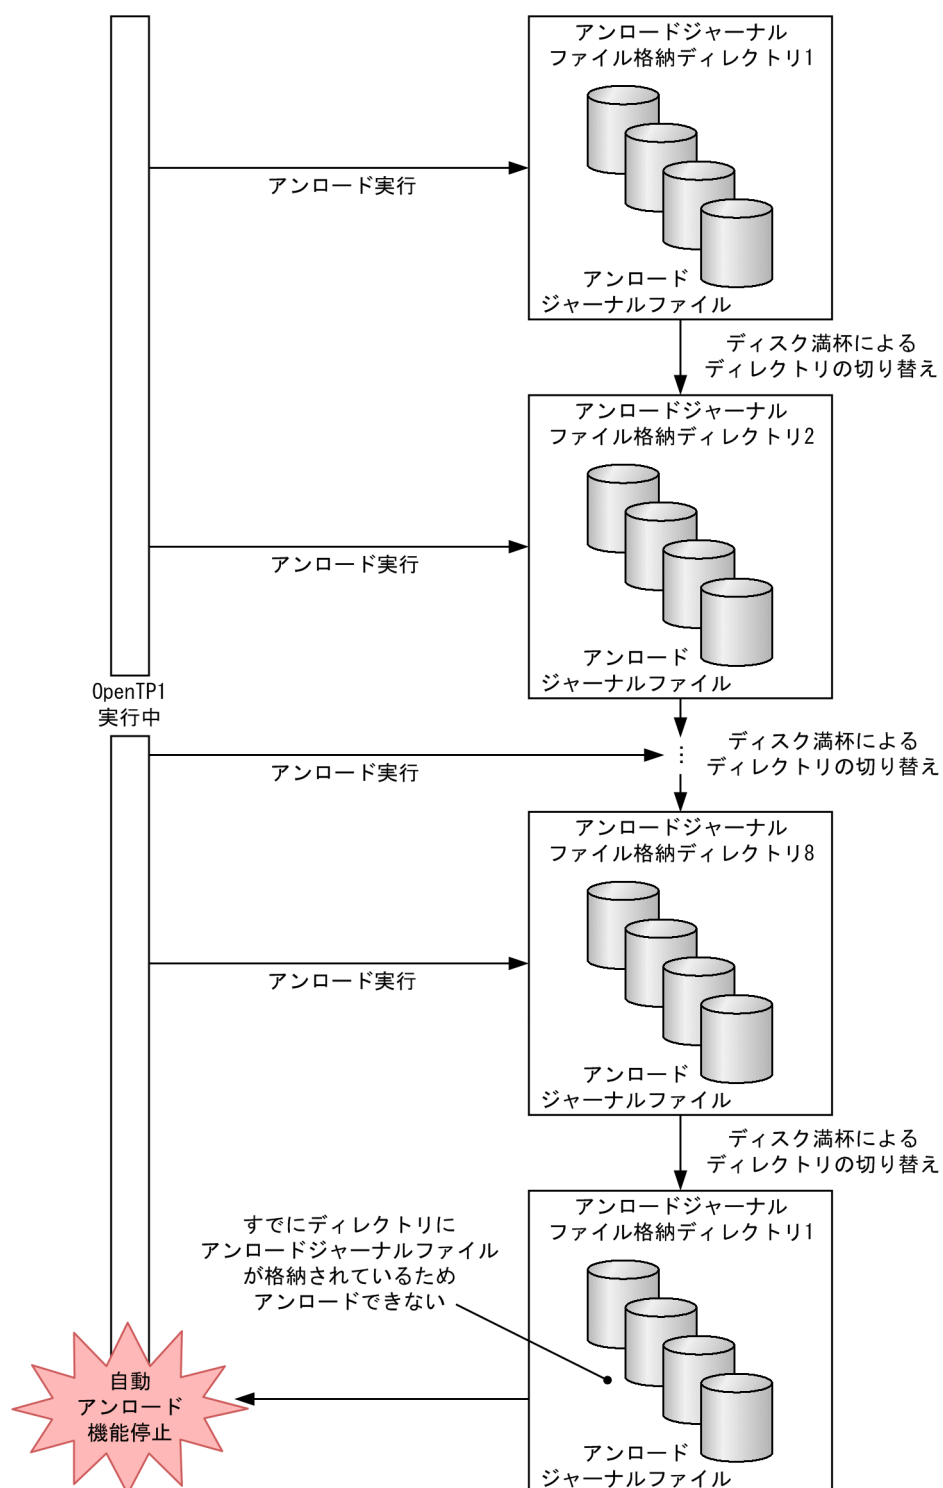 アンロードジャーナル
ファイル格納ディレクトリ1
アンロード実行
アンロード
ジャーナルファイル
ディスク満杯による
ディレクトリの切り替え
アンロードジャーナル
ファイル格納ディレクトリ2
アンロード実行
アンロード
ジャーナルファイル
OpenTP1
実行中
ディスク満杯による
ディレクトリの切り替え
アンロード実行
アンロードジャーナル
ファイル格納ディレクトリ8
アンロード実行
アンロード
ジャーナルファイル
ディスク満杯による
ディレクトリの切り替え
アンロードジャーナル
ファイル格納ディレクトリ1
すでにディレクトリに
アンロードジャーナルファイル
が格納されているため
アンロードできない
自動
アンロード
機能停止
アンロード
ジャーナルファイル